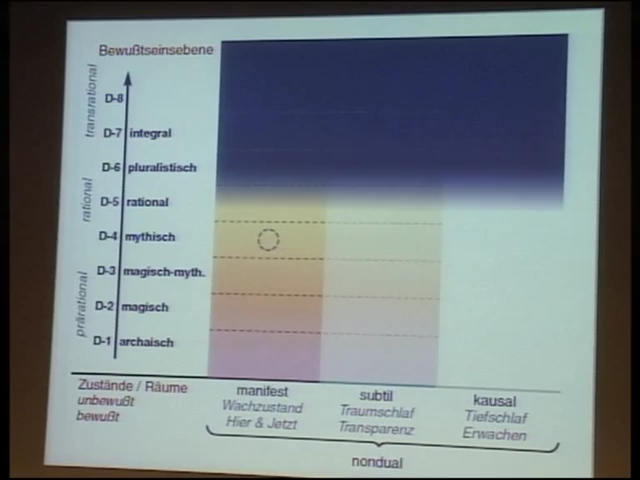 Bewußtseinsebene
transrational
rational
prärational
D-8
D-7 integral
D-6 pluralistisch
D-5 rational
D-4 mythisch
D-3 magisch-myth.
D-2 magisch
D-1 archaisch
Zustände / Räume
unbewußt
bewußt
manifest
Wachzustand
Hier & Jetzt
subtil
Traumschlaf
Transparenz
kausal
Tiefschlaf
Erwachen
nondual